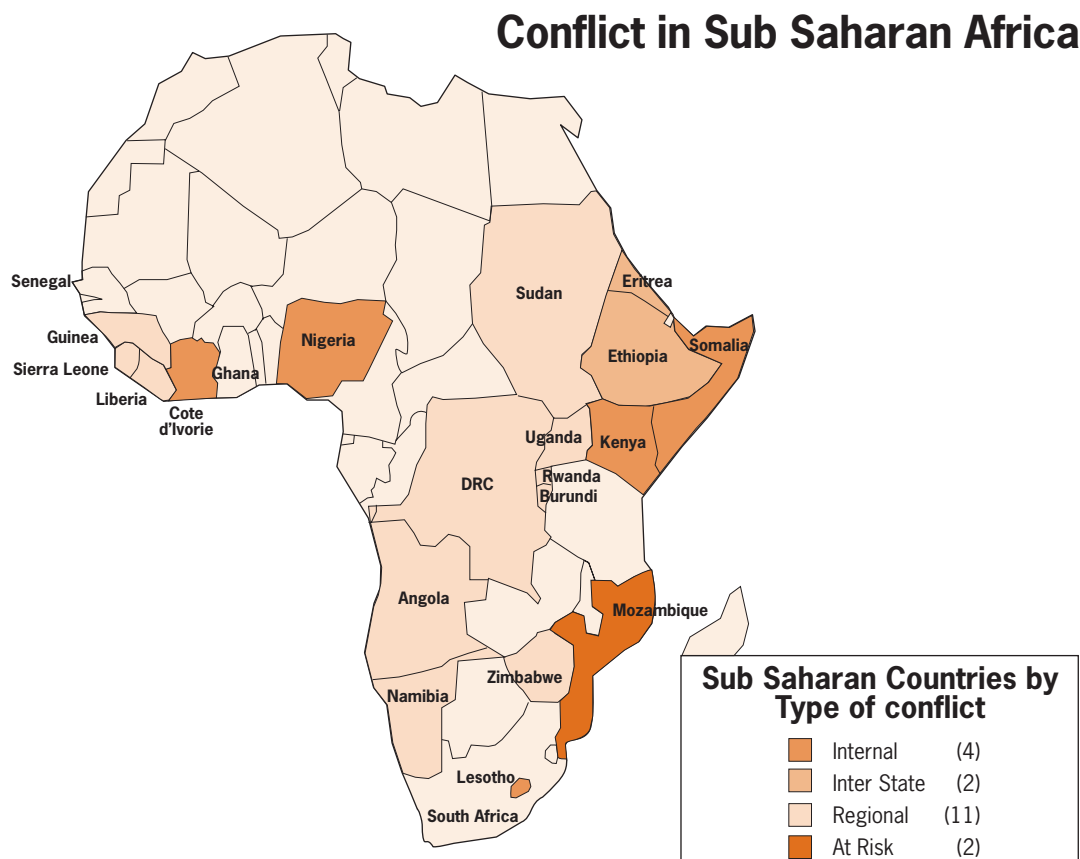 Conflict in Sub Saharan Africa
Senegal
Guinea
Sierra Leone
Liberia
Cote
d'Ivorie
Ghana
Nigeria
Sudan
Eritrea
Ethiopia
Somalia
Uganda
Kenya
Rwanda
Burundi
DRC
Angola
Mozambique
Zimbabwe
Namibia
Lesotho
South Africa
Sub Saharan Countries by
Type of conflict
Internal (4)
Inter State (2)
Regional (11)
At Risk (2)